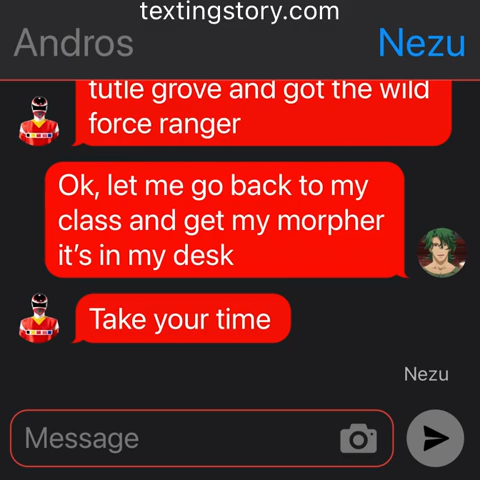 textingstory.com
Andros Nezu
tutle grove and got the wild
force ranger
Ok, let me go back to my
class and get my morpher
it’s in my desk
Take your time
Nezu
Message